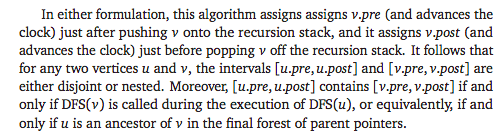 In either formulation, this algorithm assigns assigns v.pre (and advances the
clock) just after pushing v onto the recursion stack, and it assigns v.post (and
advances the clock) just before popping v off the recursion stack. It follows that
for any two vertices u and v, the intervals [u.pre, u.post] and [v.pre, v.post] are
either disjoint or nested. Moreover, [u.pre, u.post] contains [v.pre, v.post] if and
only if DFS(v) is called during the execution of DFS(u), or equivalently, if and
only if u is an ancestor of v in the final forest of parent pointers.